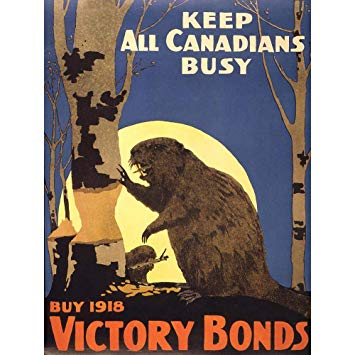 KEEP
ALL CANADIANS
BUSY
BUY 1918
VICTORY BONDS